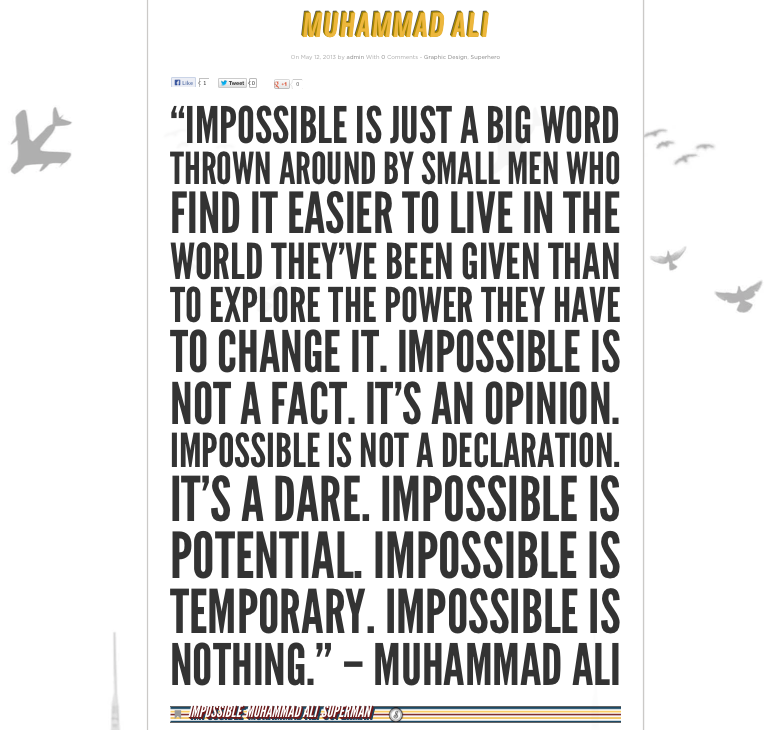 MUHAMMAD ALI
On May 12, 2013 by admin With 0 Comments - Graphic Design, Superhero
Like 1 Tweet 0 +1 0
“IMPOSSIBLE IS JUST A BIG WORD
THROWN AROUND BY SMALL MEN WHO
FIND IT EASIER TO LIVE IN THE
WORLD THEY’VE BEEN GIVEN THAN
TO EXPLORE THE POWER THEY HAVE
TO CHANGE IT. IMPOSSIBLE IS
NOT A FACT. IT’S AN OPINION.
IMPOSSIBLE IS NOT A DECLARATION.
IT’S A DARE. IMPOSSIBLE IS
POTENTIAL. IMPOSSIBLE IS
TEMPORARY. IMPOSSIBLE IS
NOTHING.” – MUHAMMAD ALI
IMPOSSIBLE MUHAMMAD ALI SUPERMAN